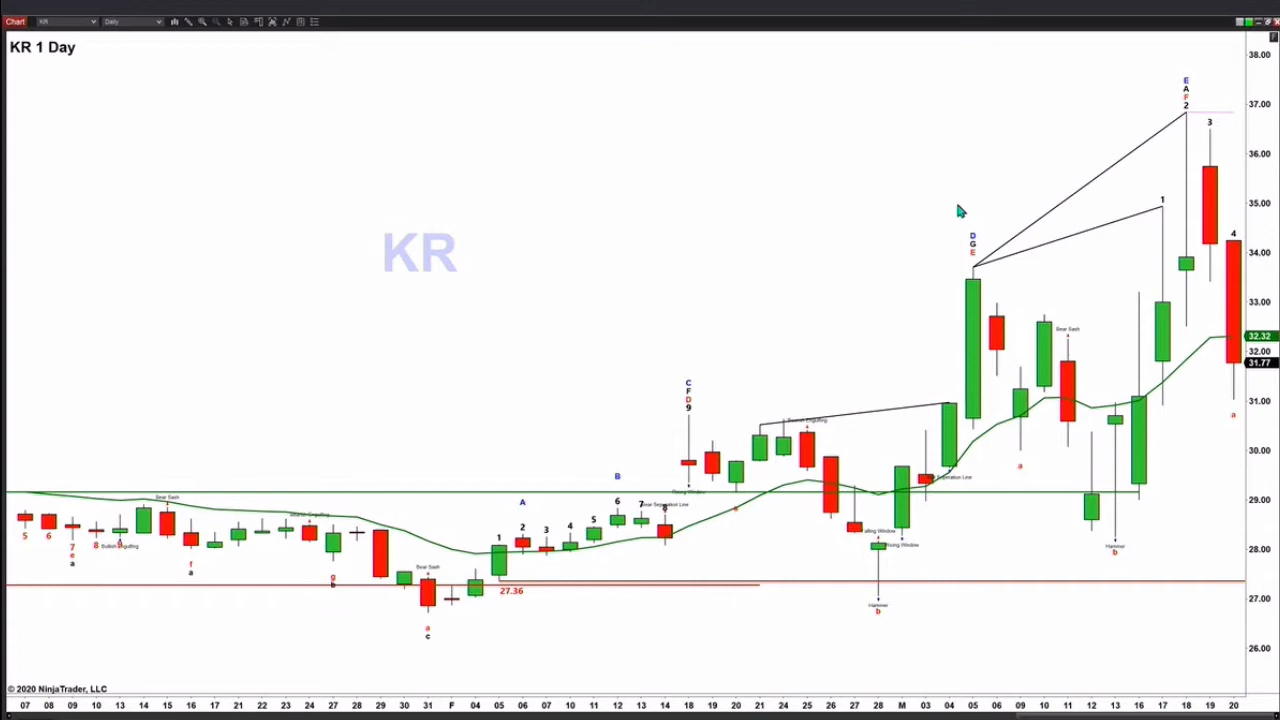 Chart KR Daily
KR 1 Day
KR
38.00
37.00
36.00
35.00
34.00
33.00
32.32
32.00
31.77
31.00
30.00
29.00
28.00
27.00
26.00
E
A
F
2
3
1
4
D
G
E
Bear Sash
a
a
C
F
D
9
B
A
Bear Sash
6
7
8
1
2
3
4
5
5
6
7
e
a
8
9
f
a
g
b
Bear Sash
a
c
27.36
Hammer
b
Hammer
b
© 2020 NinjaTrader, LLC
07 08 09 10 13 14 15 16 17 21 22 23 24 27 28 29 30 31 F 04 05 06 07 10 11 12 13 14 18 19 20 21 24 25 26 27 28 M 03 04 05 06 09 10 11 12 13 16 17 18 19 20